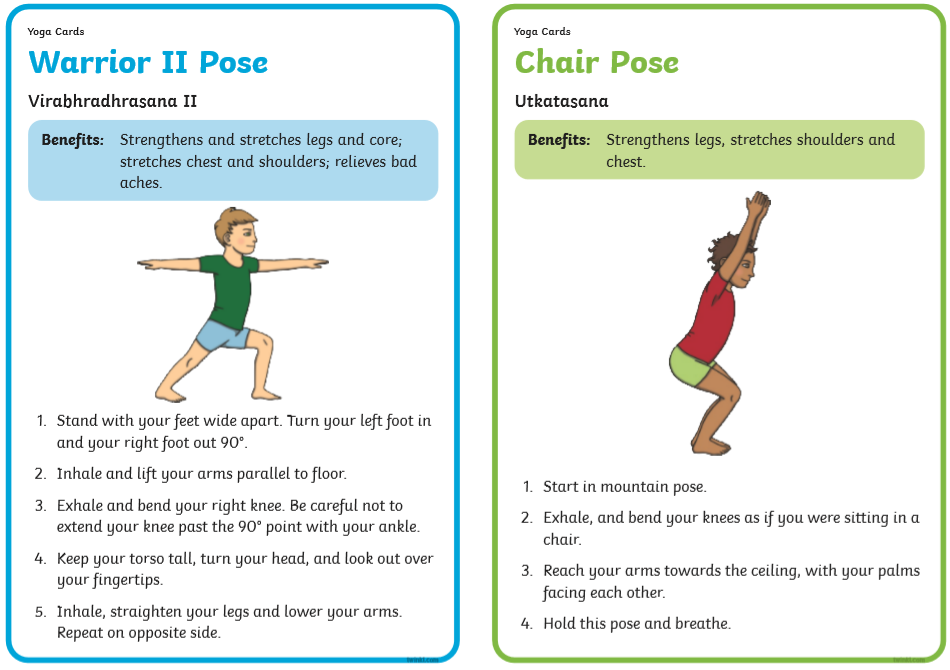 Yoga Cards
Warrior II Pose
Virabhradhrasana II
Benefits: Strengthens and stretches legs and core;
stretches chest and shoulders; relieves bad
aches.
1. Stand with your feet wide apart. Turn your left foot in
and your right foot out 90°.
2. Inhale and lift your arms parallel to floor.
3. Exhale and bend your right knee. Be careful not to
extend your knee past the 90° point with your ankle.
4. Keep your torso tall, turn your head, and look out over
your fingertips.
5. Inhale, straighten your legs and lower your arms.
Repeat on opposite side.
Yoga Cards
Chair Pose
Utkatasana
Benefits: Strengthens legs, stretches shoulders and
chest.
1. Start in mountain pose.
2. Exhale, and bend your knees as if you were sitting in a
chair.
3. Reach your arms towards the ceiling, with your palms
facing each other.
4. Hold this pose and breathe.